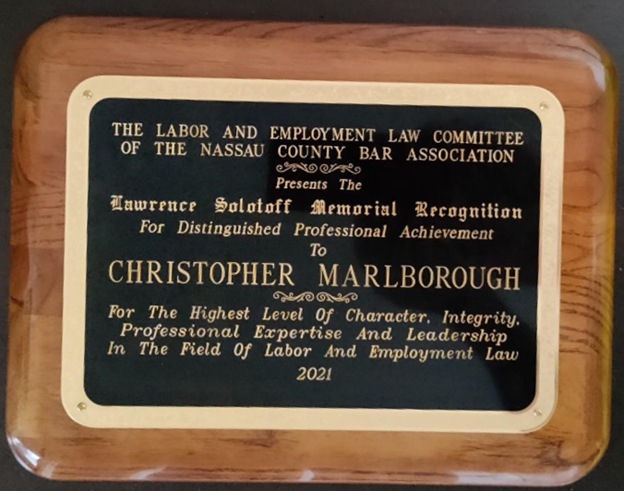 THE LABOR AND EMPLOYMENT LAW COMMITTEE
OF THE NASSAU COUNTY BAR ASSOCIATION
Presents The
Lawrence Solotoff Memorial Recognition
For Distinguished Professional Achievement
To
CHRISTOPHER MARLBOROUGH
For The Highest Level Of Character, Integrity,
Professional Expertise And Leadership
In The Field Of Labor And Employment Law
2021